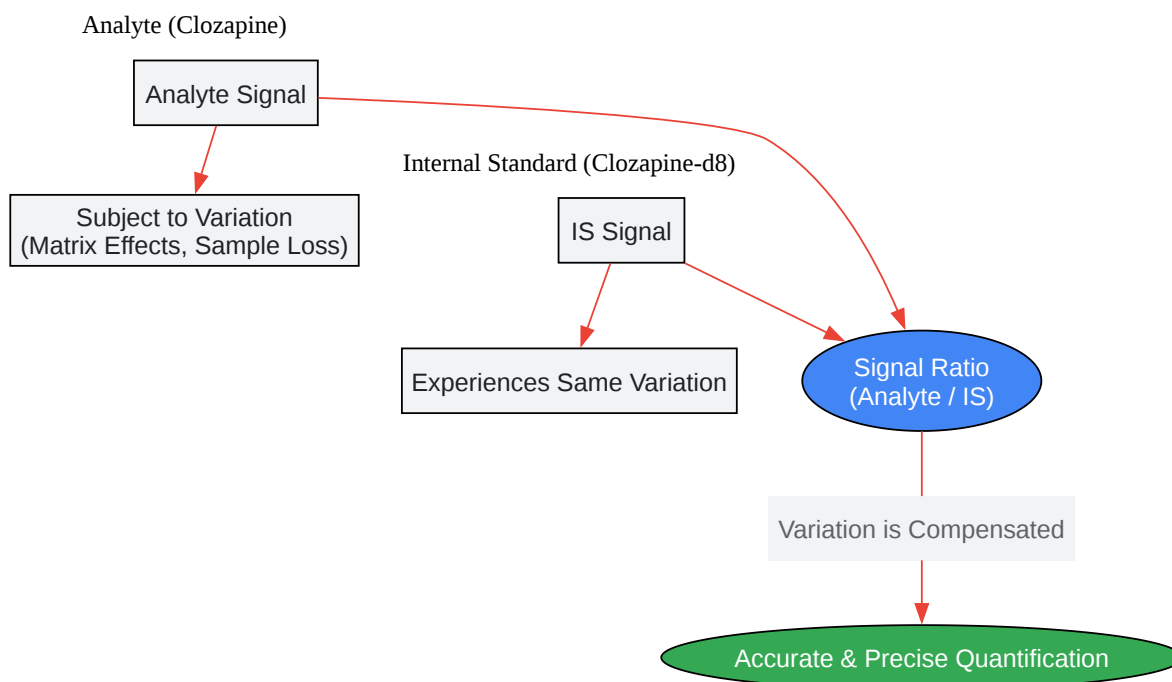 Analyte (Clozapine)
Analyte Signal
Internal Standard (Clozapine-d8)
Subject to Variation
(Matrix Effects, Sample Loss)
IS Signal
Experiences Same Variation
Signal Ratio
(Analyte / IS)
Variation is Compensated
Accurate & Precise Quantification